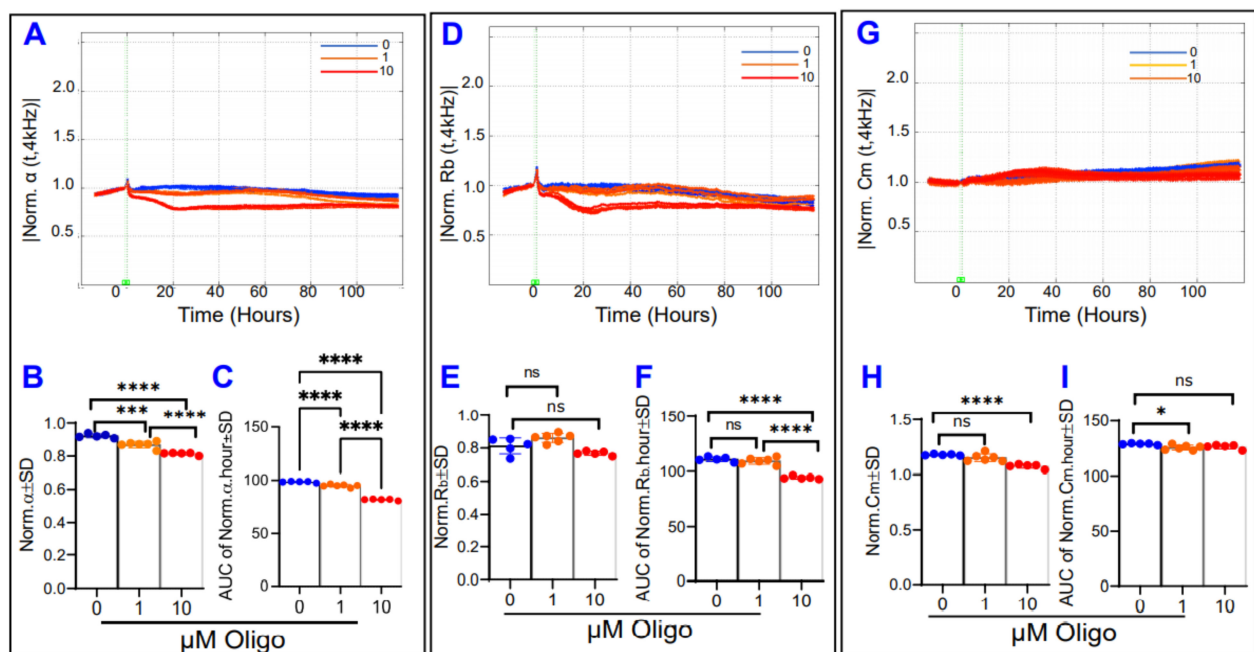 A
|Norm. α (t,4kHz)|
2.0
1.5
1.0
0.5
0
1
10
0 20 40 60 80 100
Time (Hours)
D
|Norm. Rb (t,4kHz)|
2.0
1.5
1.0
0.5
0
1
10
0 20 40 60 80 100
Time (Hours)
G
|Norm. Cm (t,4kHz)|
2.0
1.5
1.0
0.5
0
1
10
0 20 40 60 80 100
Time (Hours)
B
Norm.α±SD
1.0
0.8
0.6
0.4
0.2
0.0
****
*** ****
0 1 10
C
AUC of Norm.α.hour±SD
150
100
50
0
****
****
****
0 1 10
µM Oligo
E
Norm.Rb±SD
1.0
0.8
0.6
0.4
0.2
0.0
ns
ns
0 1 10
F
AUC of Norm.Rb.hour±SD
150
100
50
0
****
ns ****
0 1 10
µM Oligo
H
Norm.Cm±SD
1.5
1.0
0.5
0.0
****
ns
0 1 10
I
AUC of Norm.Cm.hour±SD
150
100
50
0
ns
*
0 1 10
µM Oligo